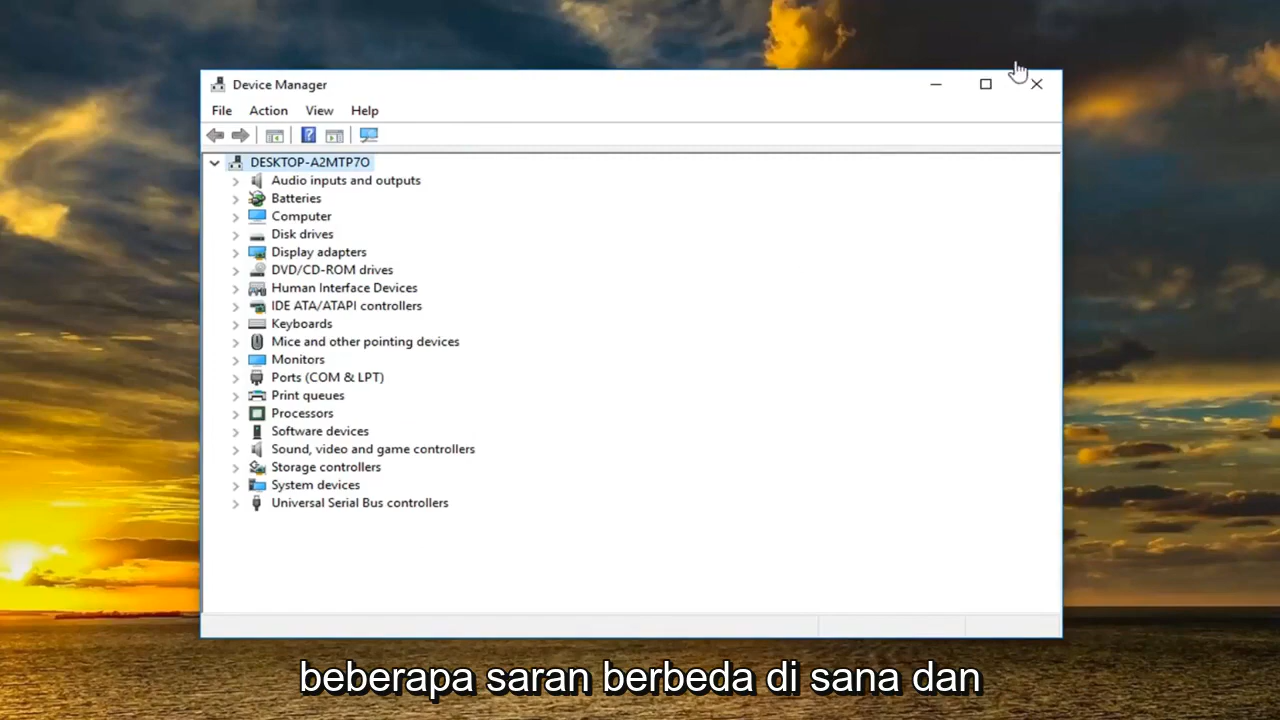 Device Manager
File Action View Help
DESKTOP-A2MTP7O
Audio inputs and outputs
Batteries
Computer
Disk drives
Display adapters
DVD/CD-ROM drives
Human Interface Devices
IDE ATA/ATAPI controllers
Keyboards
Mice and other pointing devices
Monitors
Ports (COM & LPT)
Print queues
Processors
Software devices
Sound, video and game controllers
Storage controllers
System devices
Universal Serial Bus controllers
beberapa saran berbeda di sana dan